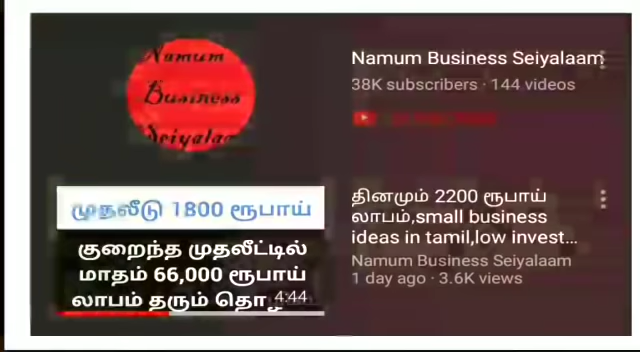 Namum
Business
Seiyalaam
Namum Business Seiyalaam
38K subscribers · 144 videos
முதலீடு 1800 ரூபாய்
குறைந்த முதலீட்டில்
மாதம் 66,000 ரூபாய்
லாபம் தரும்
4:44
தினமும் 2200 ரூபாய்
லாபம்,small business
ideas in tamil,low invest...
Namum Business Seiyalaam
1 day ago · 3.6K views